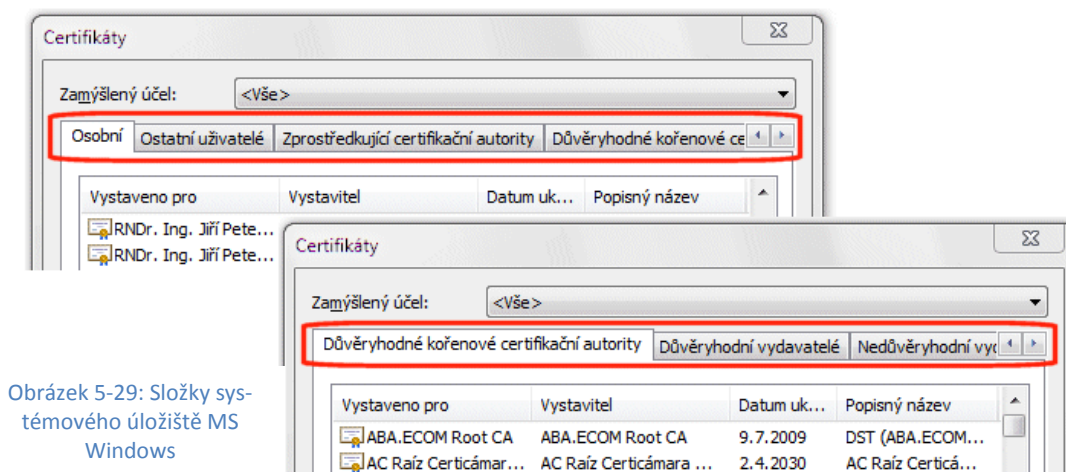 Certifikáty
Zamýšlený účel: <Vše>
Osobní Ostatní uživatelé Zprostředkující certifikační autority Důvěryhodné kořenové ce
Vystaveno pro Vystavitel Datum uk... Popisný název
RNDr. Ing. Jiří Pete...
RNDr. Ing. Jiří Pete...
Certifikáty
Zamýšlený účel: <Vše>
Důvěryhodné kořenové certifikační autority Důvěryhodní vydavatelé Nedůvěryhodní vyd
Vystaveno pro Vystavitel Datum uk... Popisný název
ABA.ECOM Root CA ABA.ECOM Root CA 9.7.2009 DST (ABA.ECOM...
AC Raíz Certicámar... AC Raíz Certicámara ... 2.4.2030 AC Raíz Certicá...
Obrázek 5-29: Složky sys-
témového úložiště MS
Windows